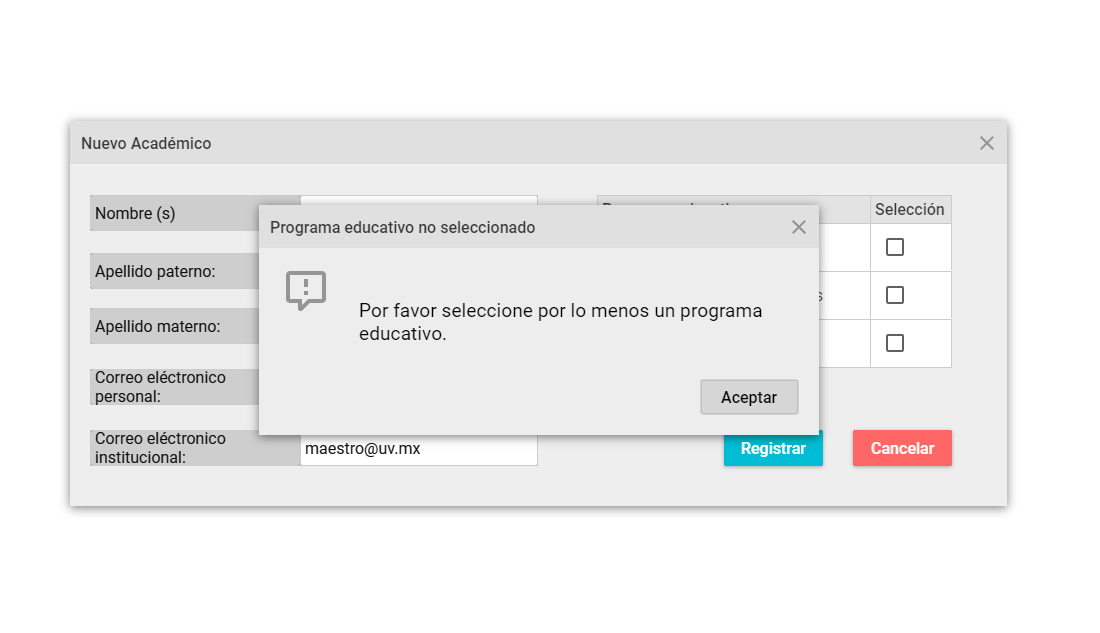 Nuevo Académico
Nombre (s)
Selección
Programa educativo no seleccionado
Apellido paterno:
Por favor seleccione por lo menos un programa
educativo.
Apellido materno:
Correo eléctronico
personal:
Aceptar
Correo eléctronico
institucional:
maestro@uv.mx
Registrar
Cancelar